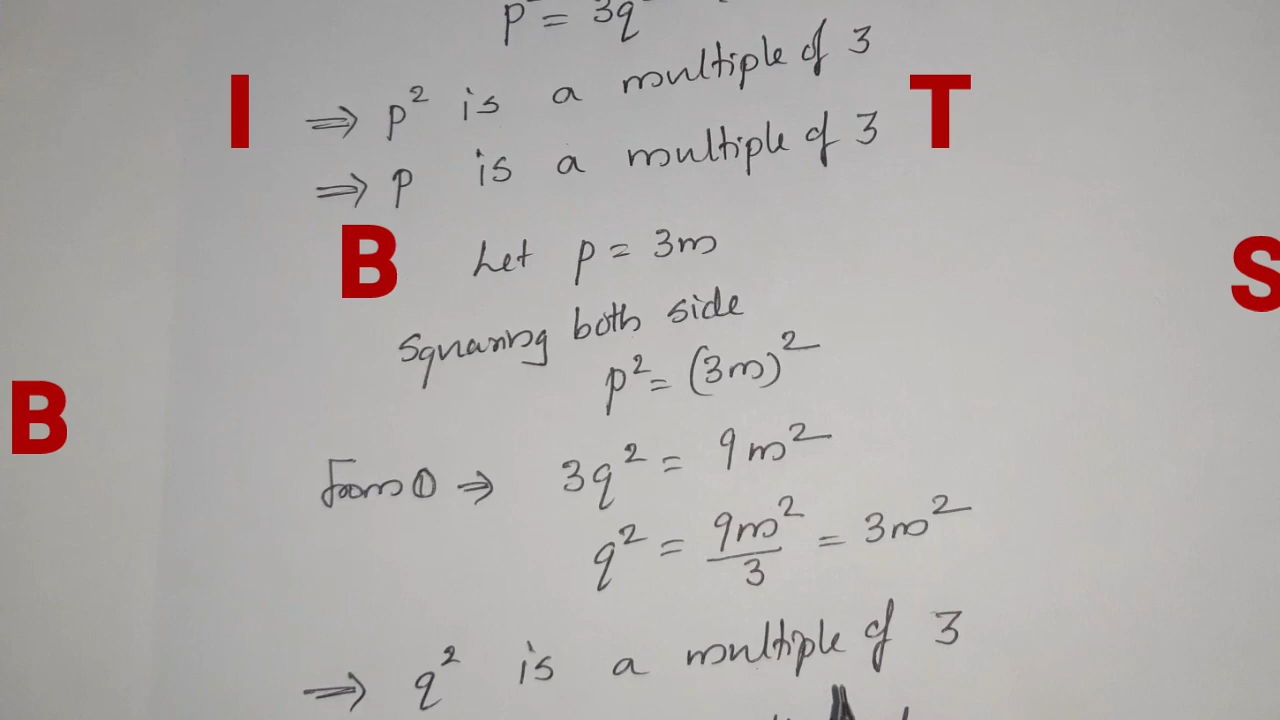 p² = 3q
I ⇒ p² is a multiple of 3 T
⇒ p is a multiple of 3
B Let p = 3m S
Squaring both side
p² = (3m)²
B
From ① ⇒ 3q² = 9m²
q² = 9m²/3 = 3m²
⇒ q² is a multiple of 3